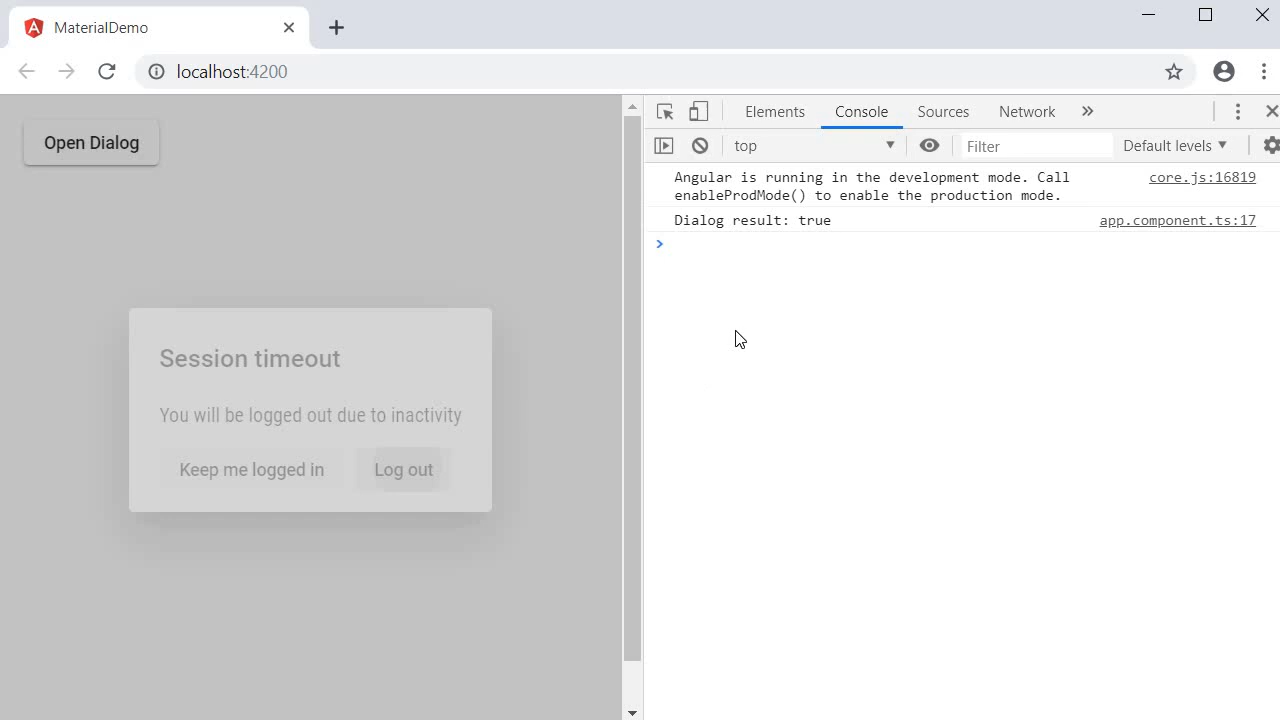 MaterialDemo
localhost:4200
Open Dialog
Session timeout
You will be logged out due to inactivity
Keep me logged in Log out
Elements Console Sources Network
top Filter Default levels
Angular is running in the development mode. Call core.js:16819
enableProdMode() to enable the production mode.
Dialog result: true app.component.ts:17